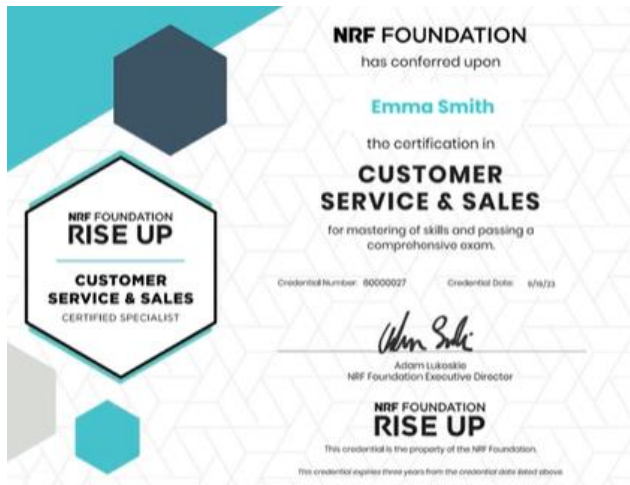 NRF FOUNDATION
has conferred upon
Emma Smith
the certification in
CUSTOMER
SERVICE & SALES
for mastering of skills and passing a
comprehensive exam.
Credential Number: 60000027 Credential Date:
Adam Lukoskie
NRF Foundation Executive Director
NRF FOUNDATION
RISE UP
This credential is the property of the NRF Foundation.
This credential expires three years from the credential date listed above.
NRF FOUNDATION
RISE UP
CUSTOMER
SERVICE & SALES
CERTIFIED SPECIALIST